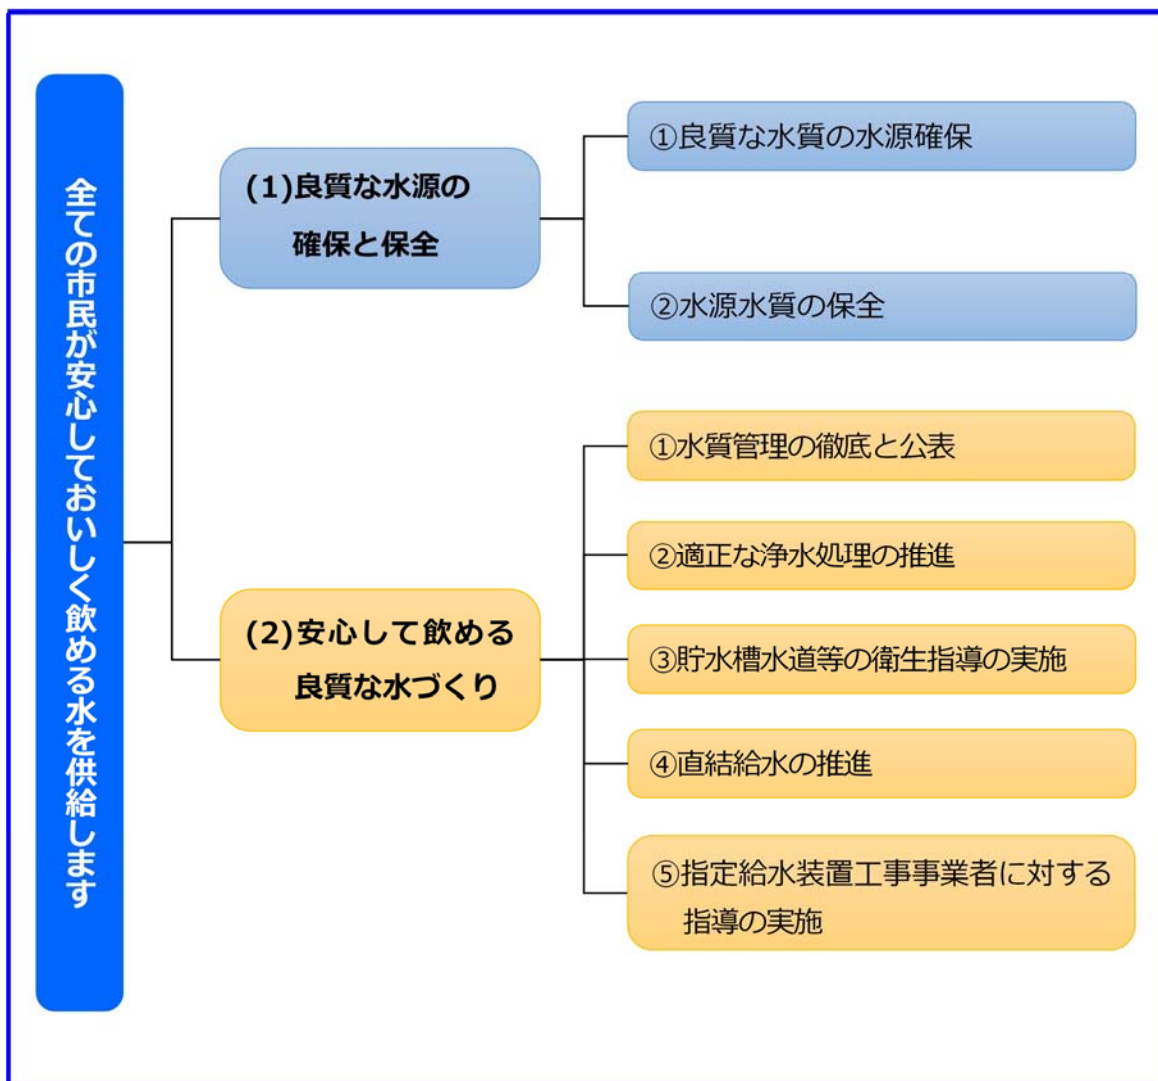 全ての市民が安心しておいしく飲める水を供給します
(1)良質な水源の
確保と保全
①良質な水質の水源確保
②水源水質の保全
(2)安心して飲める
良質な水づくり
①水質管理の徹底と公表
②適正な浄水処理の推進
③貯水槽水道等の衛生指導の実施
④直結給水の推進
⑤指定給水装置工事事業者に対する
指導の実施